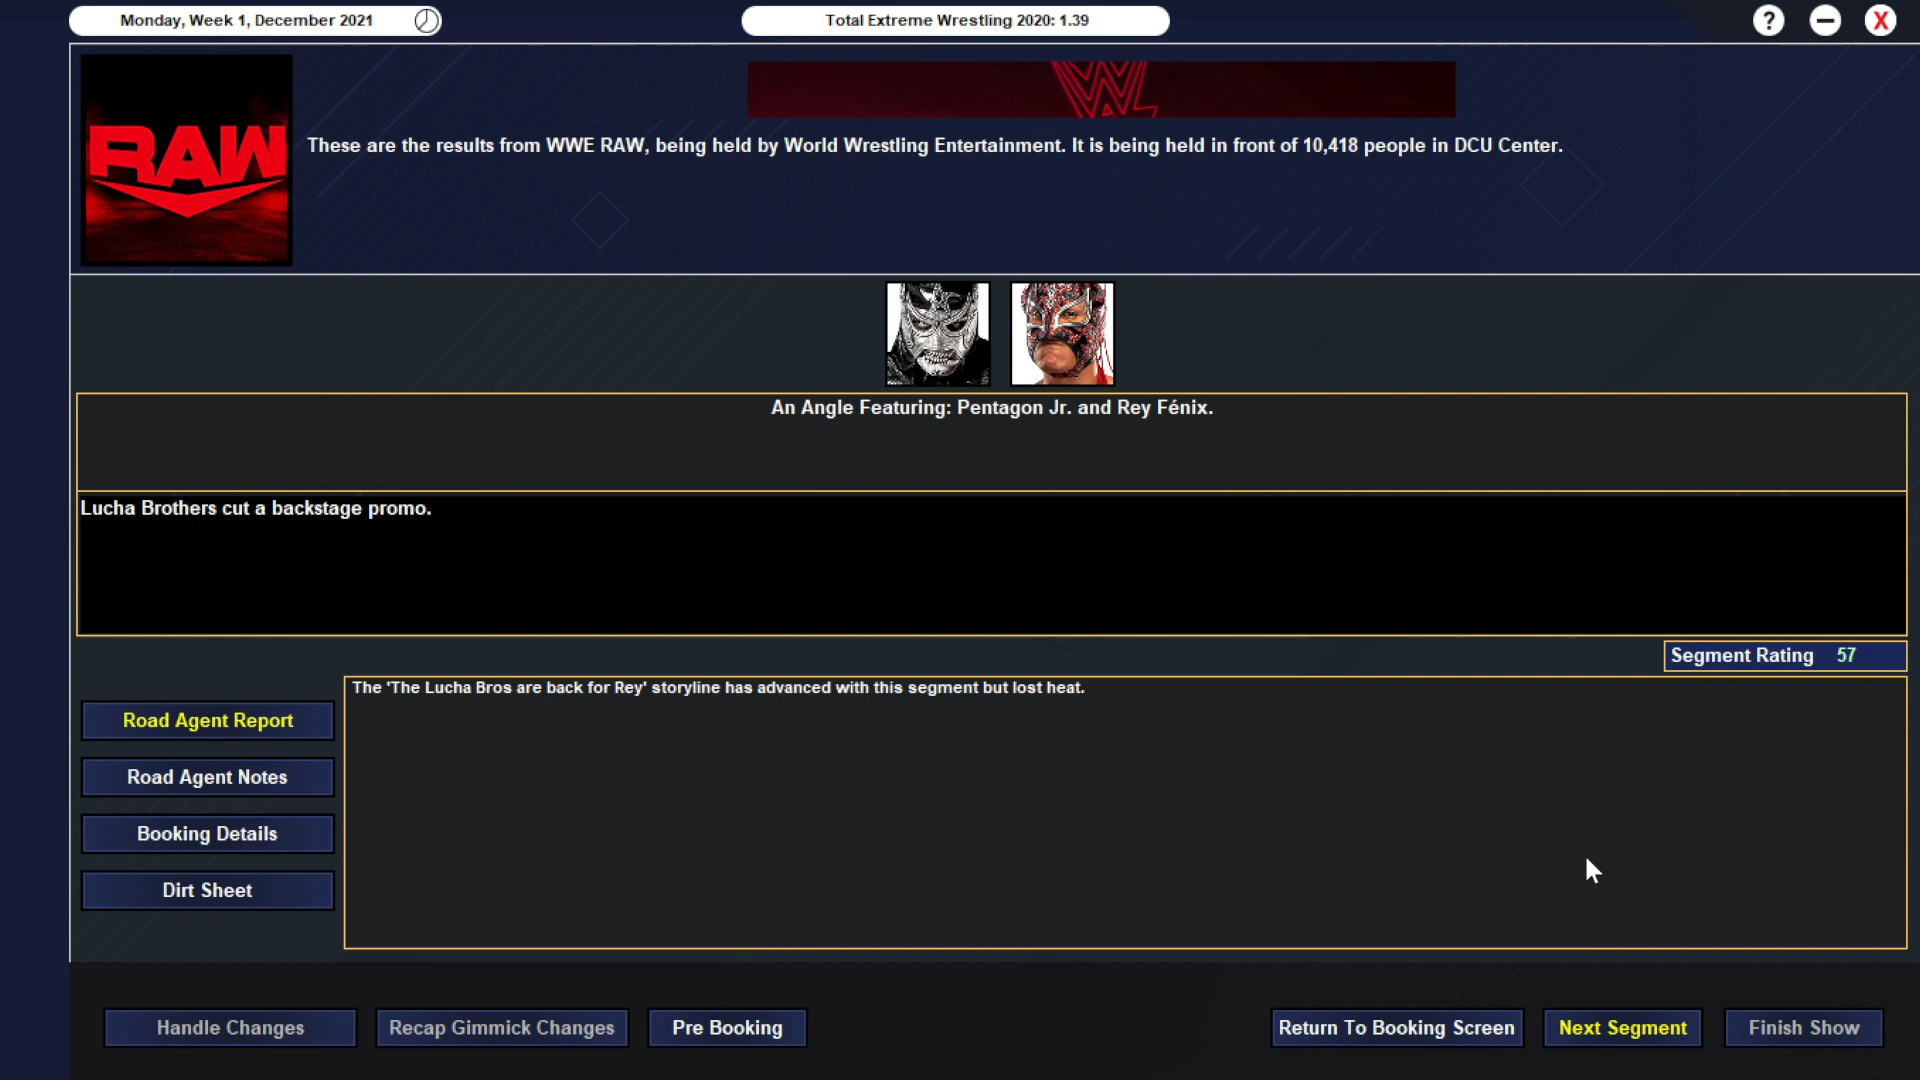 Monday, Week 1, December 2021
Total Extreme Wrestling 2020: 1.39
?
X
RAW
These are the results from WWE RAW, being held by World Wrestling Entertainment. It is being held in front of 10,418 people in DCU Center.
An Angle Featuring: Pentagon Jr. and Rey Fénix.
Lucha Brothers cut a backstage promo.
Segment Rating 57
The 'The Lucha Bros are back for Rey' storyline has advanced with this segment but lost heat.
Road Agent Report
Road Agent Notes
Booking Details
Dirt Sheet
Handle Changes
Recap Gimmick Changes
Pre Booking
Return To Booking Screen
Next Segment
Finish Show